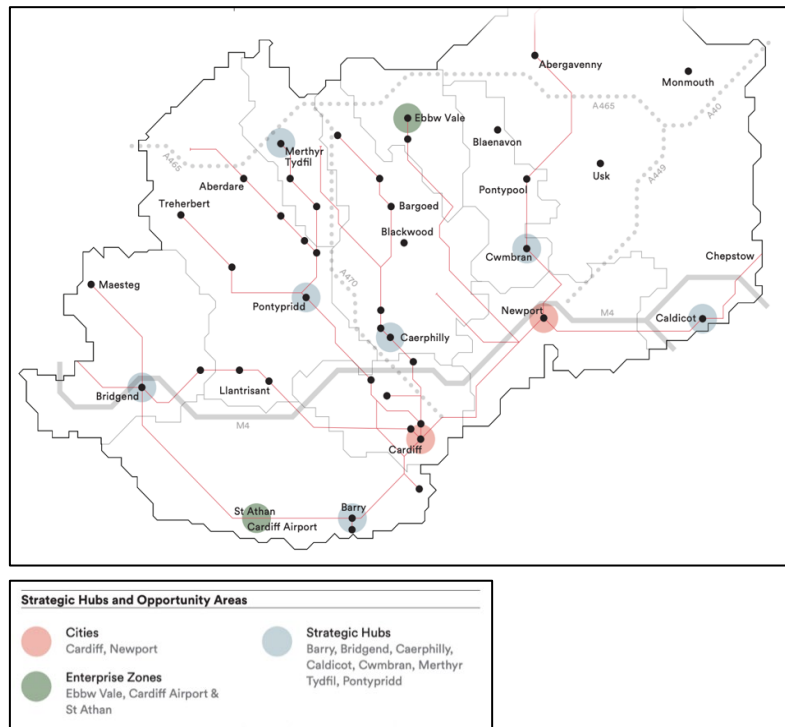 Abergavenny
Monmouth
A465
A40
Ebbw Vale
Blaenavon
Merthyr
Tydfil
A465
Usk
A449
Aberdare
Pontypool
Treherbert
Bargoed
Blackwood
Cwmbran
Chepstow
Maesteg
A470
Pontypridd
Newport
M4
Caldicot
Caerphilly
Bridgend
Llantrisant
M4
Cardiff
St Athan
Cardiff Airport
Barry
Strategic Hubs and Opportunity Areas
Cities
Cardiff, Newport
Enterprise Zones
Ebbw Vale, Cardiff Airport &
St Athan
Strategic Hubs
Barry, Bridgend, Caerphilly,
Caldicot, Cwmbran, Merthyr
Tydfil, Pontypridd